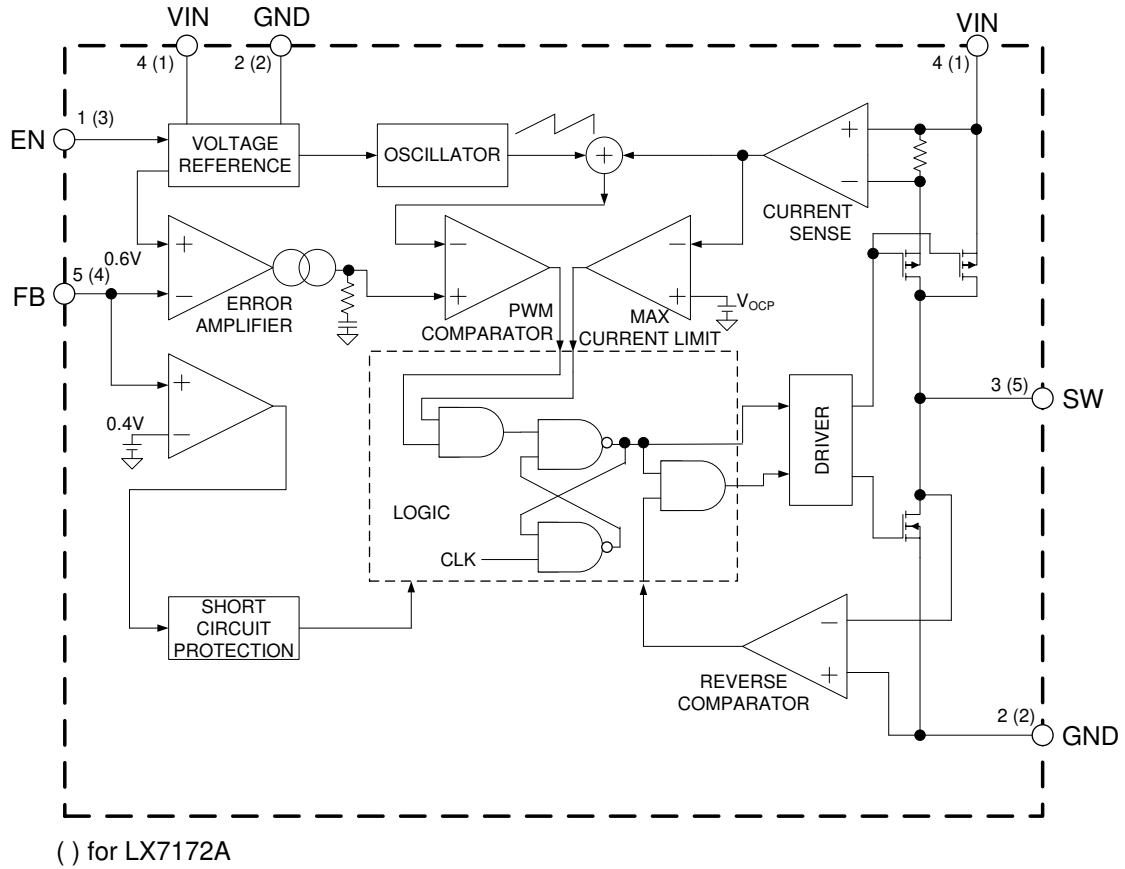 VIN
GND
VIN
4 (1)
2 (2)
4 (1)
1 (3)
EN
VOLTAGE
REFERENCE
OSCILLATOR
+
+
−
CURRENT
SENSE
+
0.6V
−
5 (4)
FB
ERROR
AMPLIFIER
−
+
PWM
COMPARATOR
−
+
VOCP
MAX
CURRENT LIMIT
+
0.4V
−
3 (5)
SW
DRIVER
LOGIC
CLK
SHORT
CIRCUIT
PROTECTION
−
+
REVERSE
COMPARATOR
2 (2)
GND
( ) for LX7172A